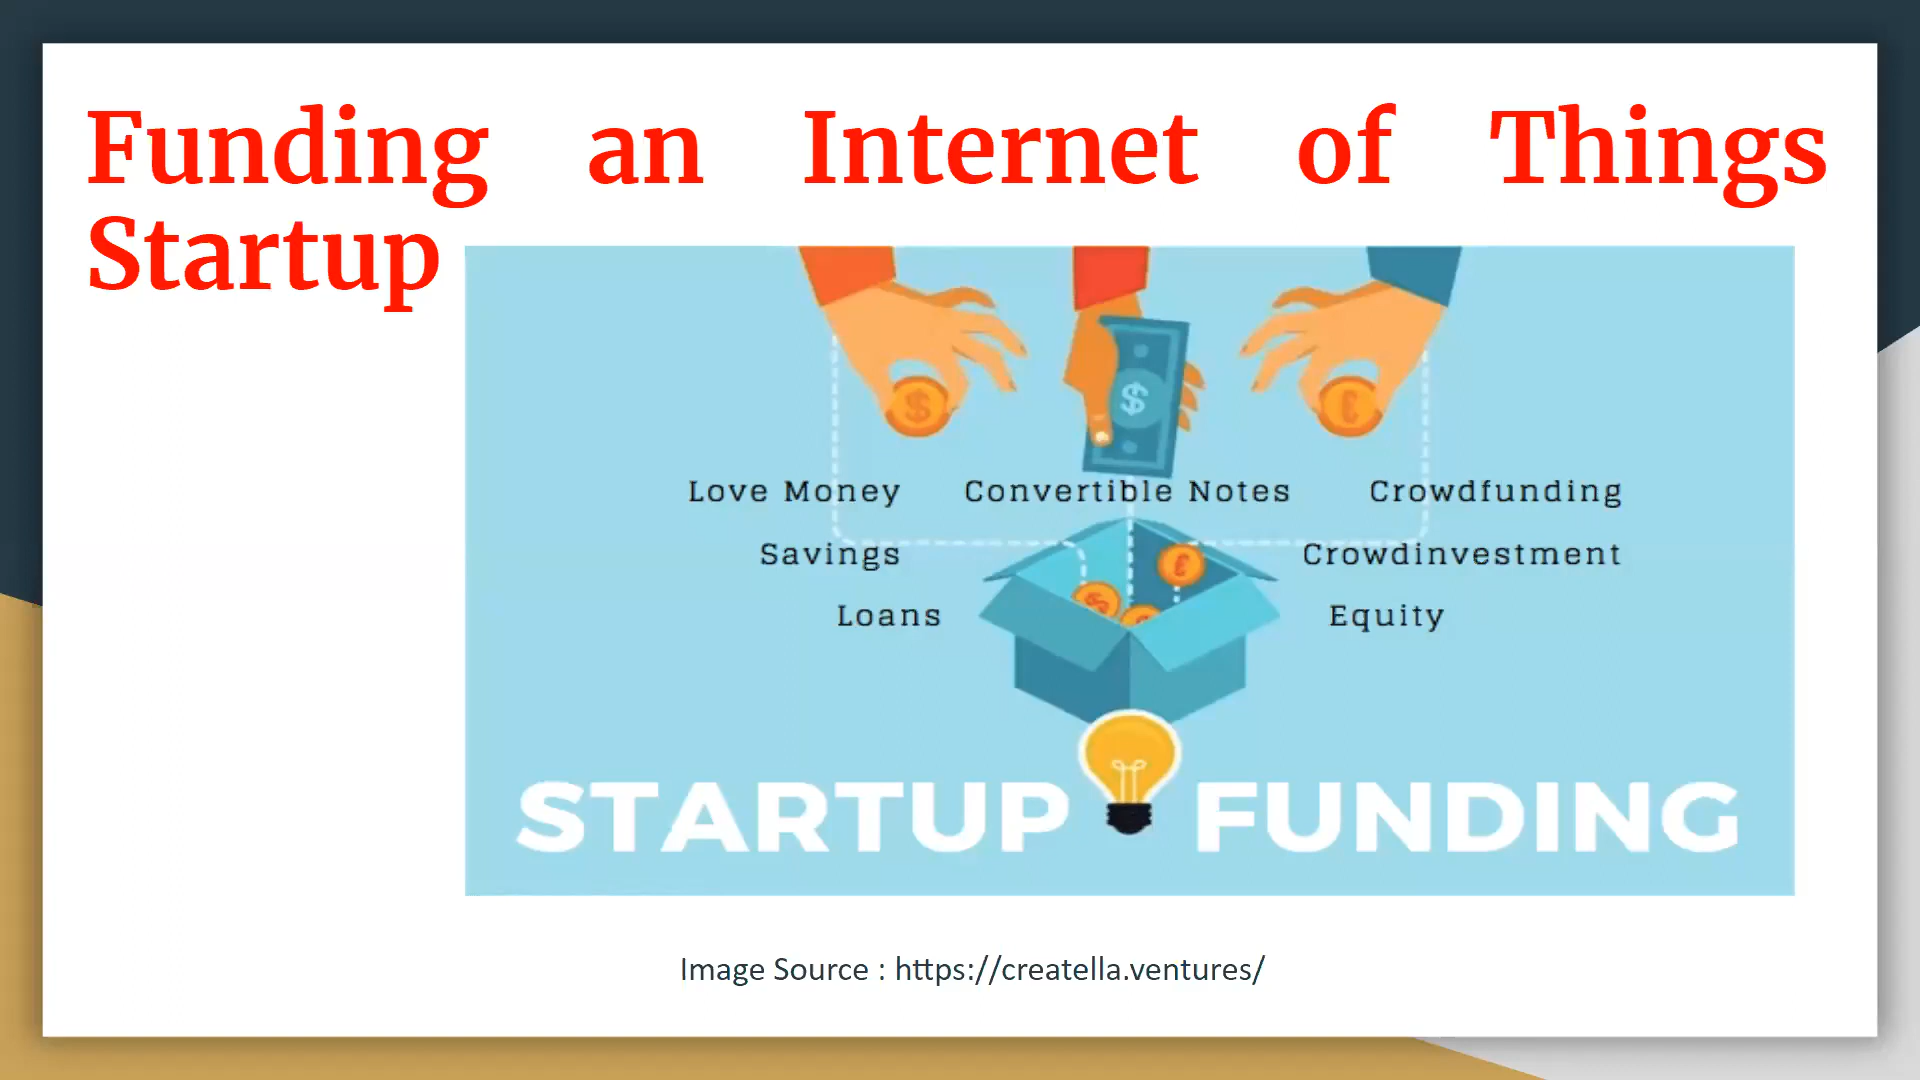 Funding an Internet of Things
Startup
$
$
£
Love Money Convertible Notes Crowdfunding
Savings Crowdinvestment
Loans Equity
STARTUP FUNDING
Image Source : https://creatella.ventures/